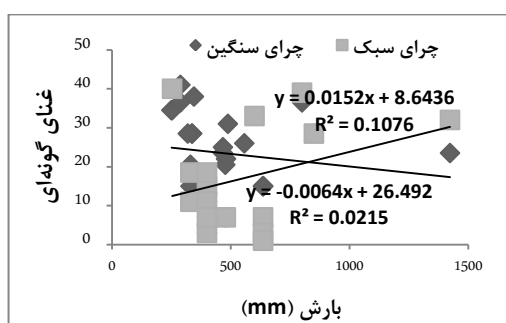 چرای سنگین چرای سبک
غنای گونه‌ای
50
40
30
20
10
0
y = 0.0152x + 8.6436
R² = 0.1076
y = -0.0064x + 26.492
R² = 0.0215
0 500 1000 1500
بارش (mm)